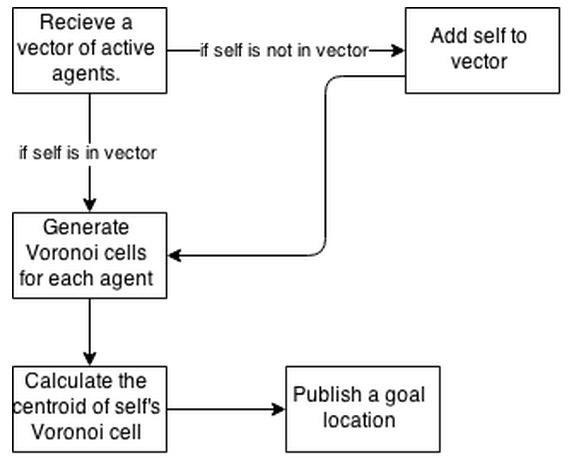 Recieve a
vector of active
agents.
if self is not in vector
Add self to
vector
if self is in vector
Generate
Voronoi cells
for each agent
Calculate the
centroid of self's
Voronoi cell
Publish a goal
location